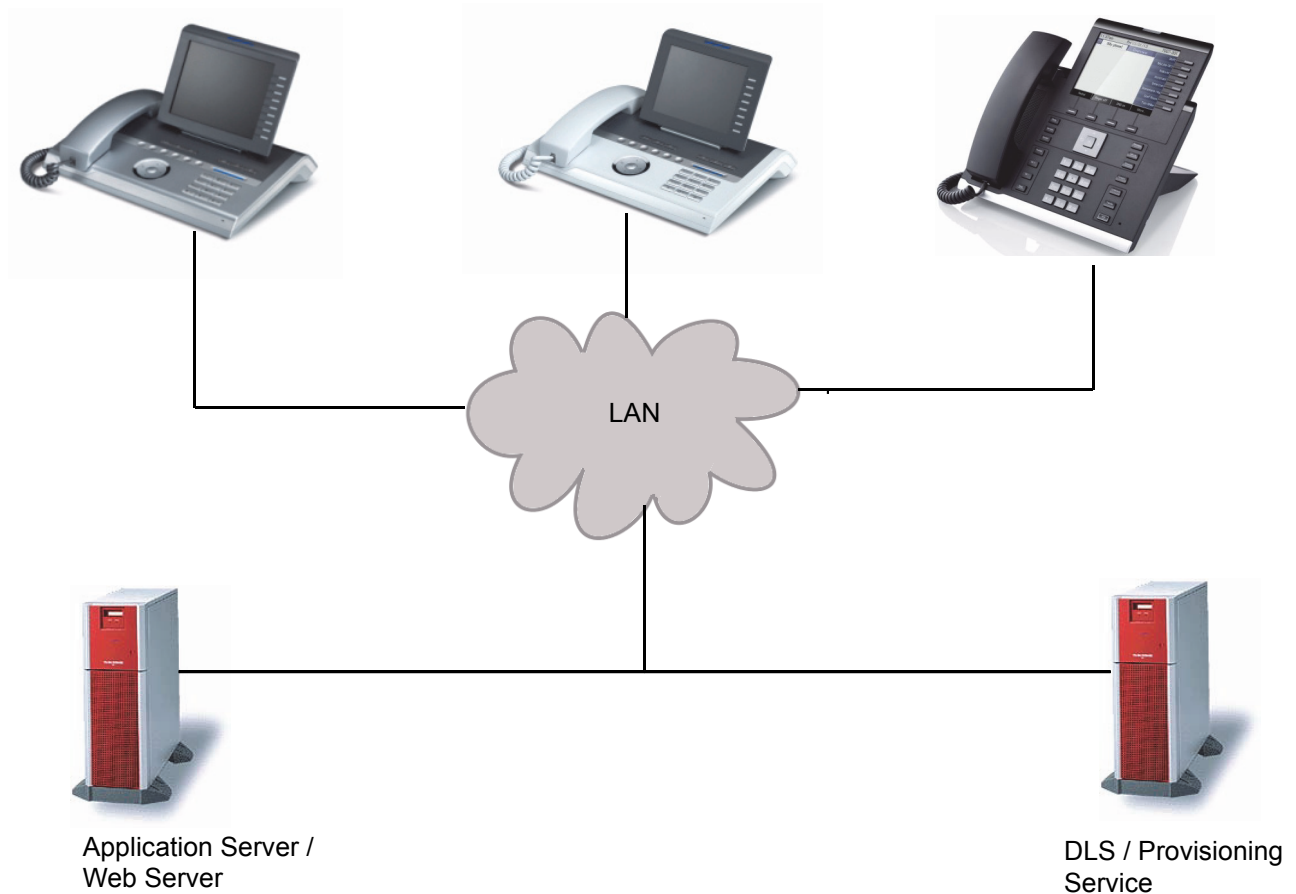 LAN
Application Server /
Web Server
DLS / Provisioning
Service